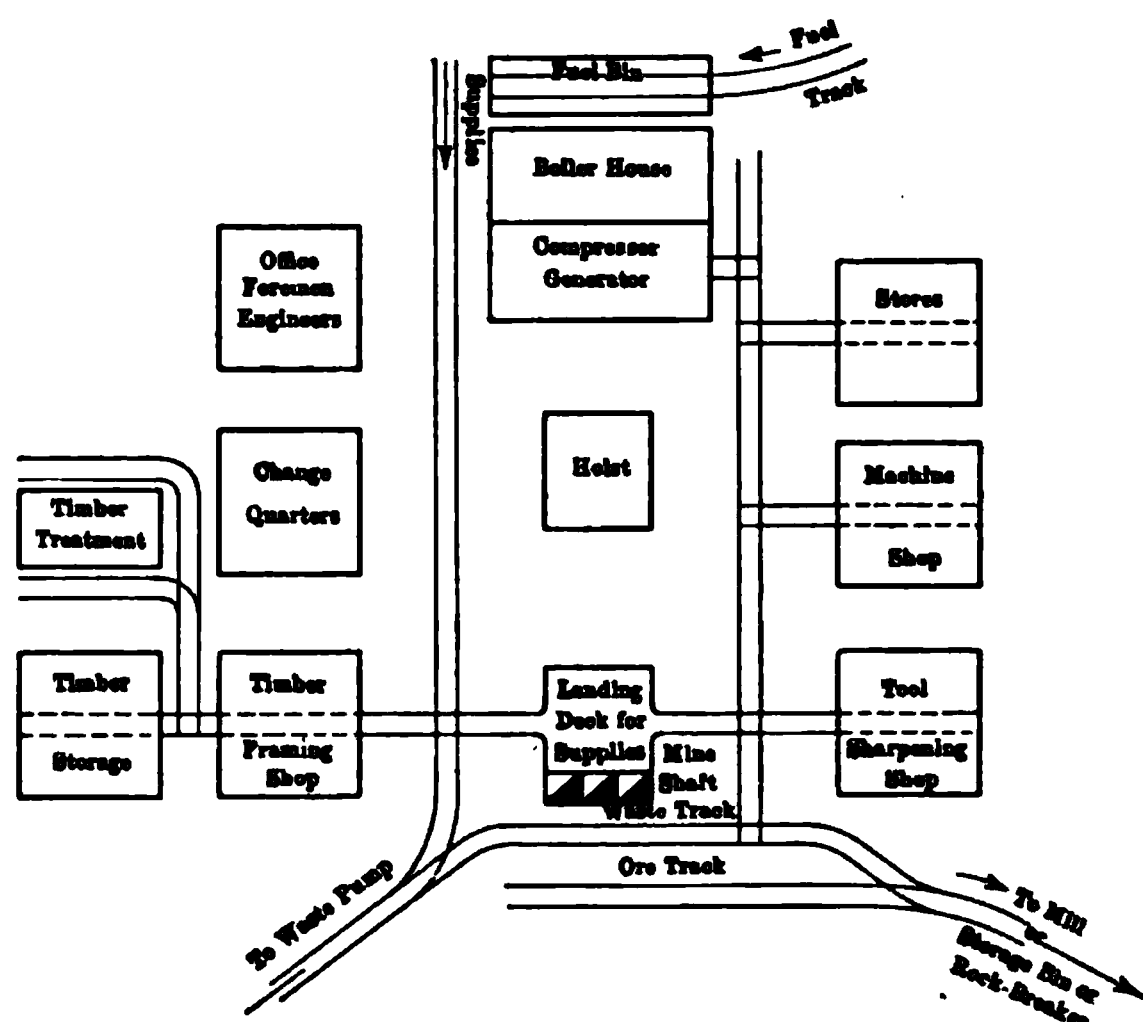 Fuel
Track
Fuel Bin
Supplies
Boiler House
Compresser
Generator
Office
Foremen
Engineers
Stores
Change
Quarters
Hoist
Machine
Shop
Timber
Treatment
Timber
Storage
Timber
Framing
Shop
Landing
Deck for
Supplies
Mine
Shaft
Tool
Sharpening
Shop
Waste Track
Ore Track
To Waste Pump
To Mill
or
Storage Bin or
Rock-Breaker